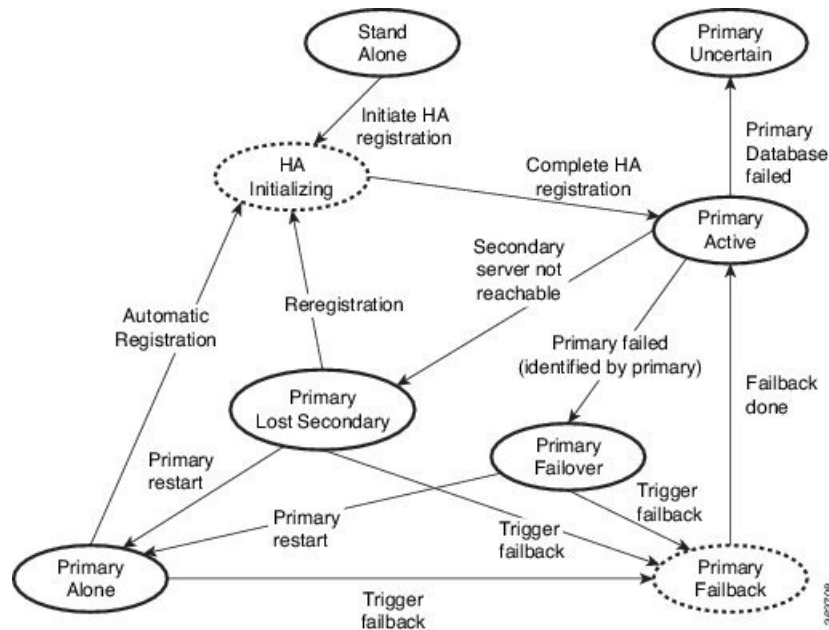 Stand
Alone
Primary
Uncertain
Initiate HA
registration
Primary
Database
failed
HA
Initializing
Complete HA
registration
Primary
Active
Secondary
server not
reachable
Automatic
Registration
Reregistration
Primary failed
(identified by primary)
Failback
done
Primary
Lost Secondary
Primary
Failover
Primary
restart
Trigger
failback
Primary
restart
Trigger
failback
Primary
Alone
Primary
Failback
Trigger
failback